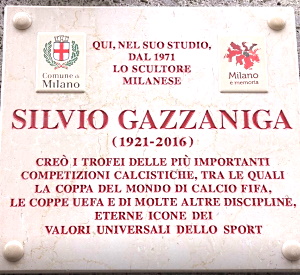 QUI, NEL SUO STUDIO,
DAL 1971
LO SCULTORE
MILANESE
Comune di
Milano
Milano
e memoria
SILVIO GAZZANIGA
(1921-2016)
CREÒ I TROFEI DELLE PIÙ IMPORTANTI
COMPETIZIONI CALCISTICHE, TRA LE QUALI
LA COPPA DEL MONDO DI CALCIO FIFA,
LE COPPE UEFA E DI MOLTE ALTRE DISCIPLINE,
ETERNE ICONE DEI
VALORI UNIVERSALI DELLO SPORT